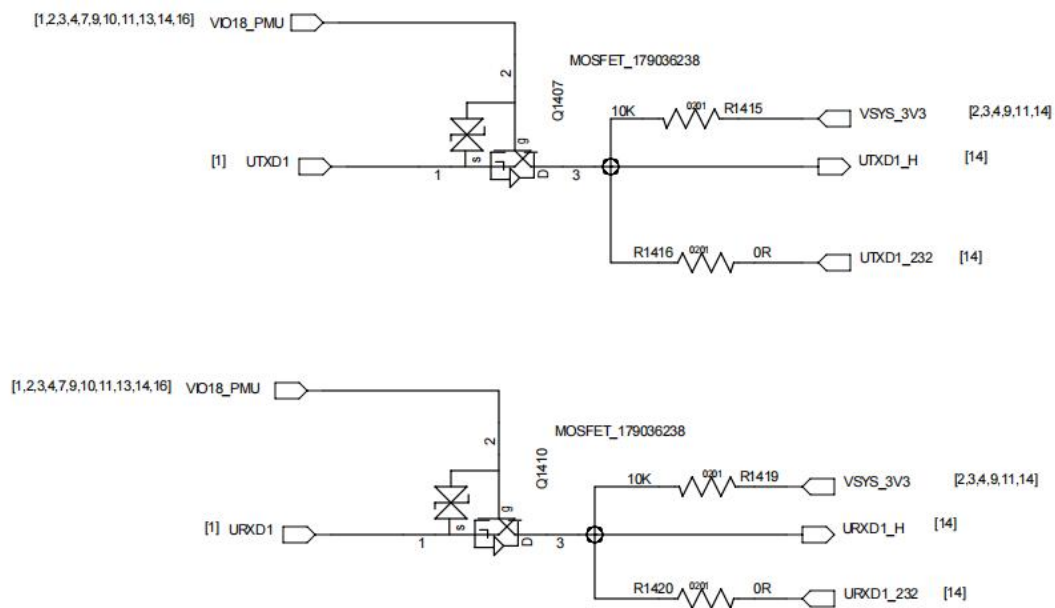 [1,2,3,4,7,9,10,11,13,14,16] VIO18_PMU
MOSFET_179036238
2
Q1407
10K 0201 R1415 VSYS_3V3 [2,3,4,9,11,14]
g
[1] UTXD1 1 s D 3 UTXD1_H [14]
R1416 0201 0R UTXD1_232 [14]
[1,2,3,4,7,9,10,11,13,14,16] VIO18_PMU
MOSFET_179036238
2
Q1410
10K 0201 R1419 VSYS_3V3 [2,3,4,9,11,14]
g
[1] URXD1 1 s D 3 URXD1_H [14]
R1420 0201 0R URXD1_232 [14]